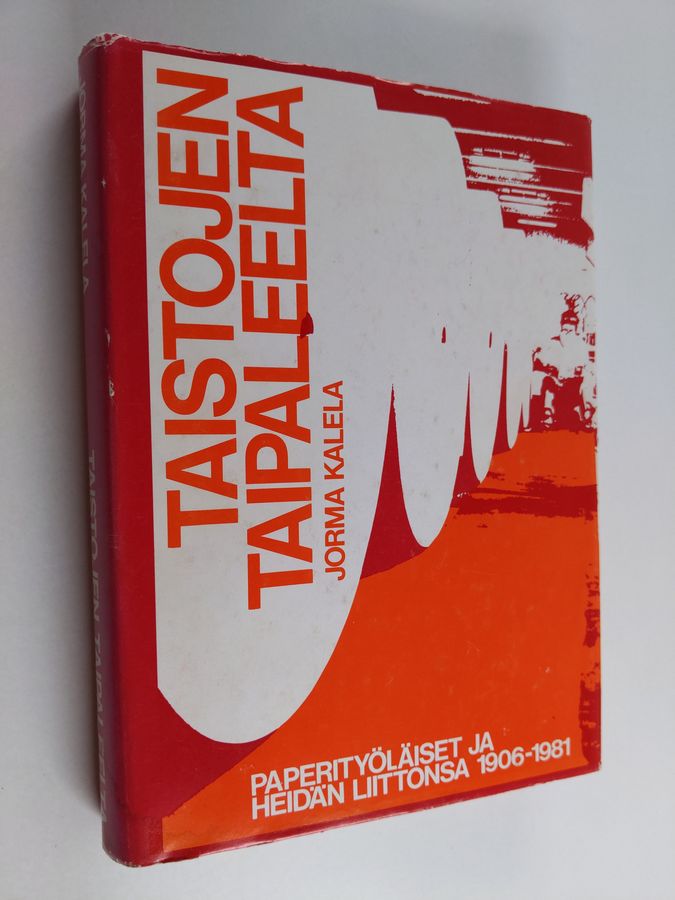 TAISTOJEN
TAIPALEELTA
JORMA KALELA
PAPERITYÖLÄISET JA
HEIDÄN LIITTONSA 1906-1981
JORMA KALELA
TAISTOJEN TAIPALEELTA